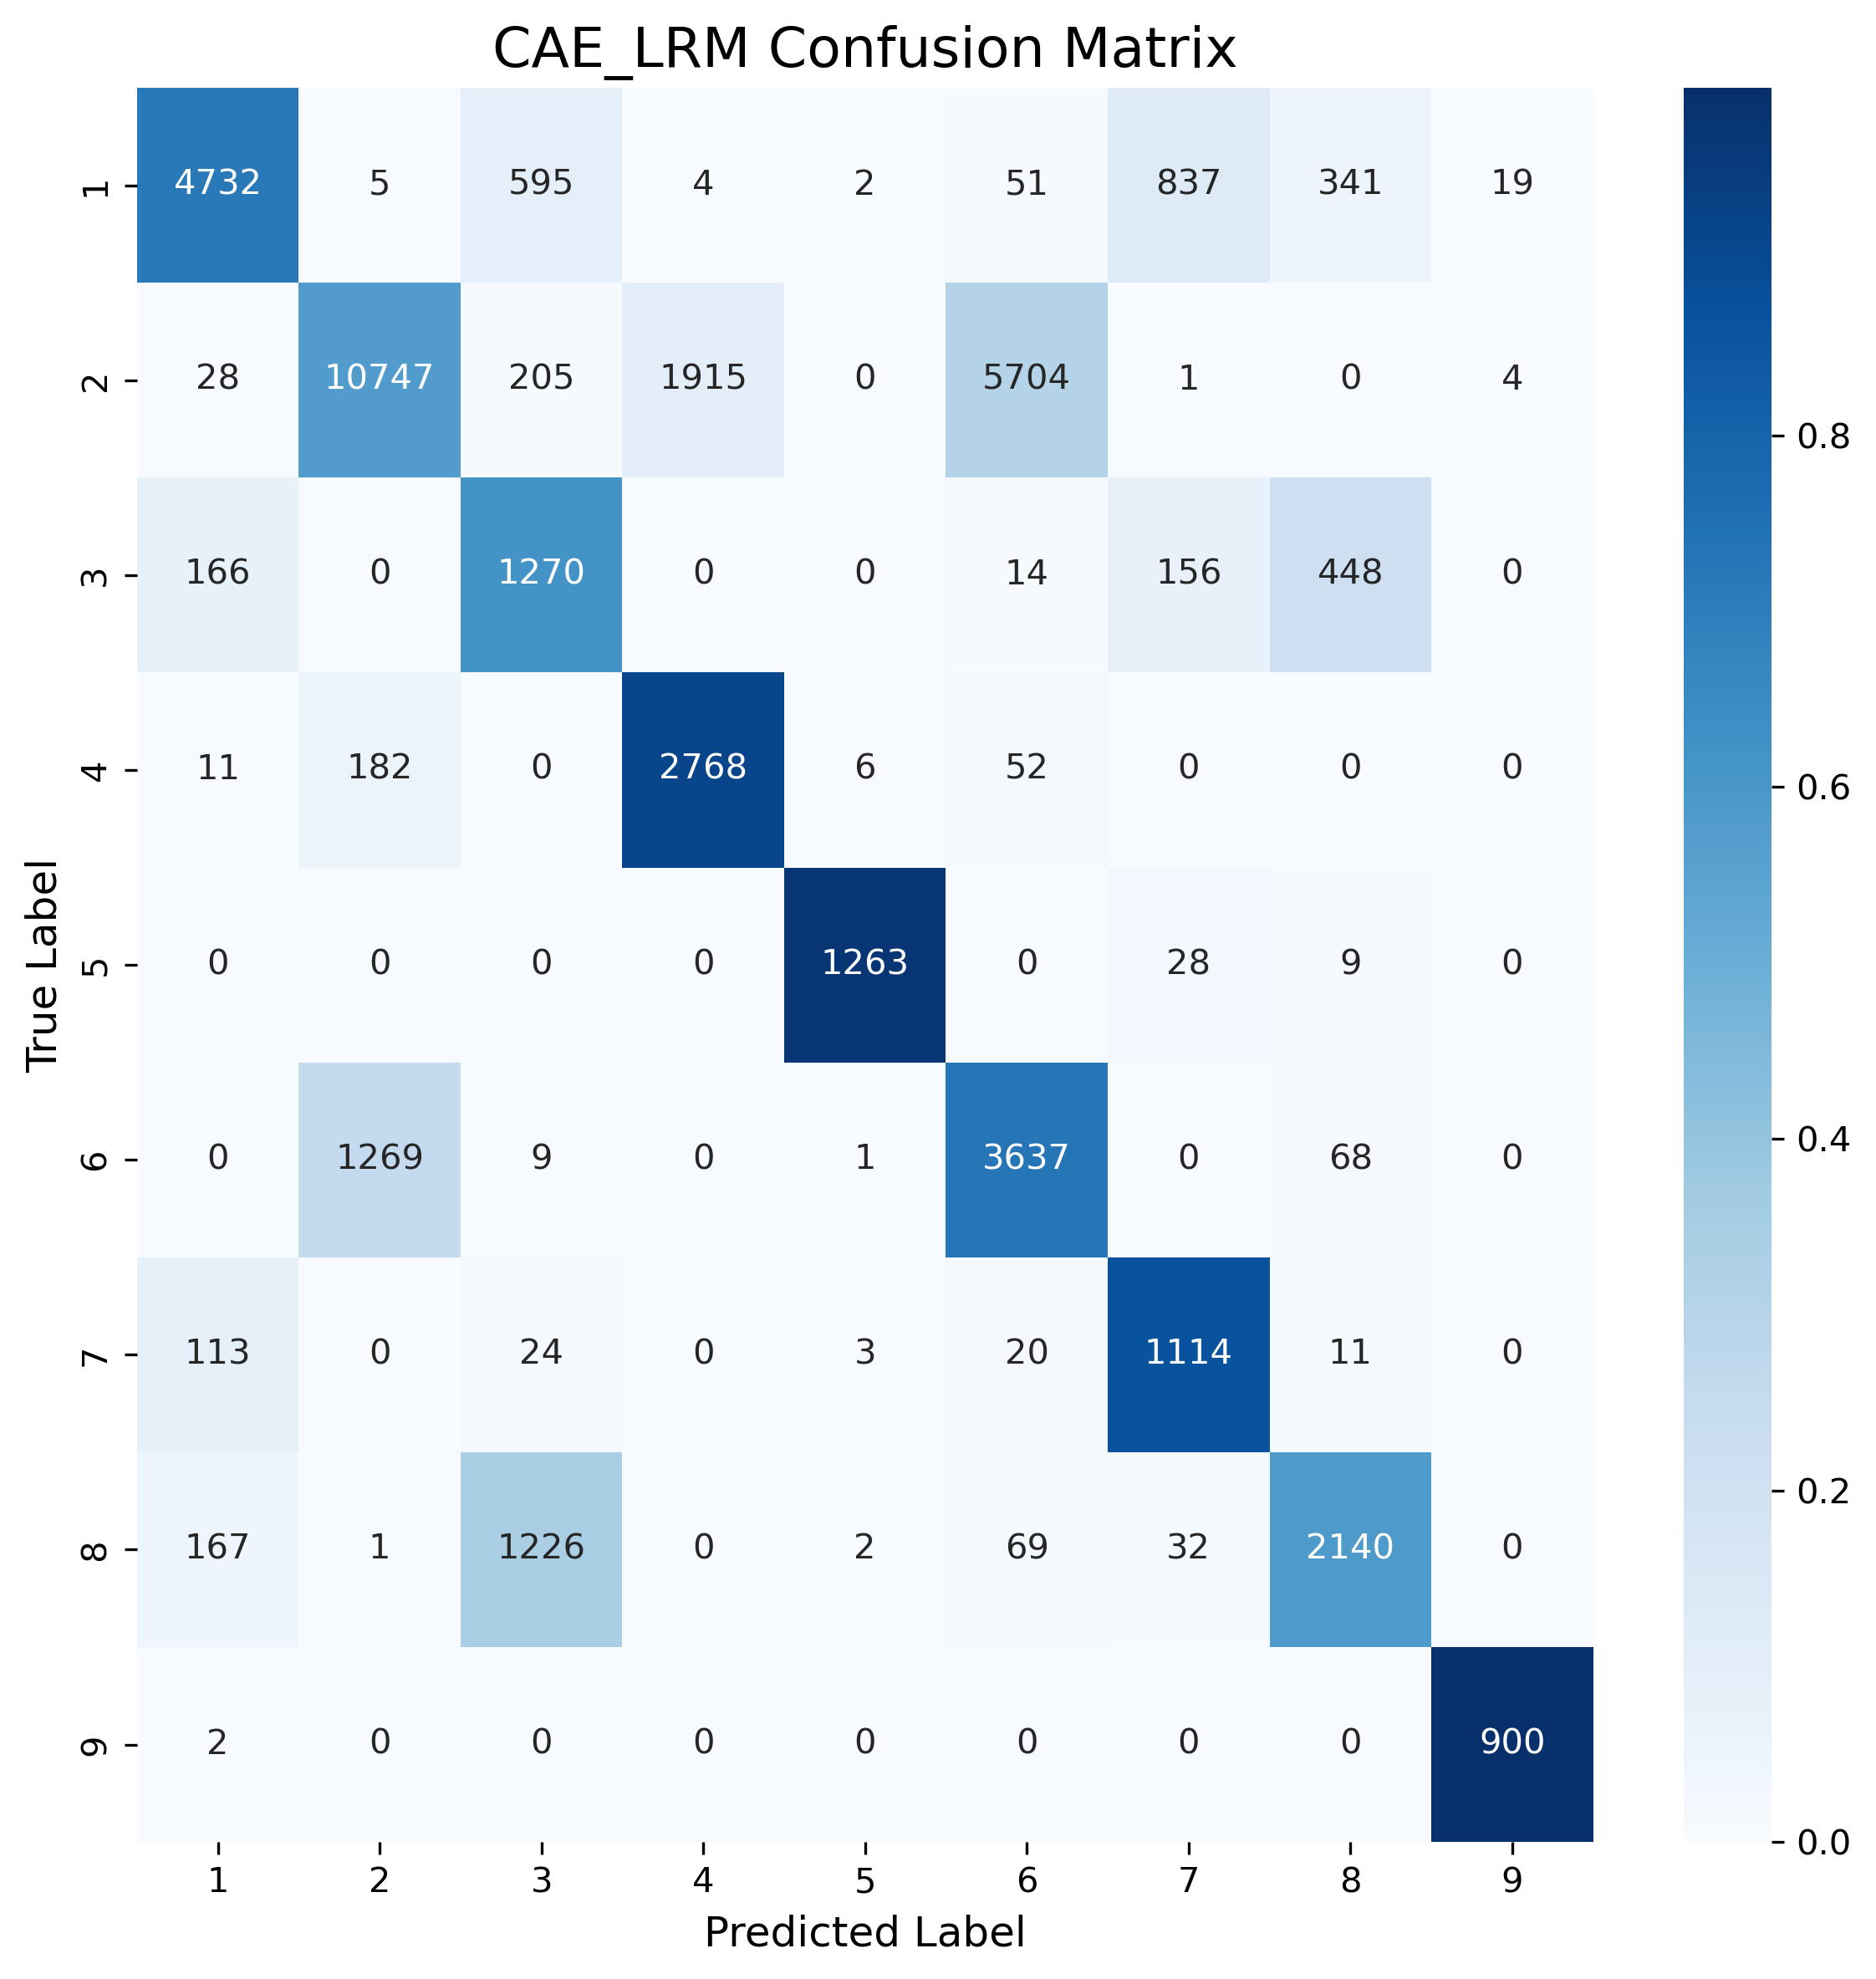 CAE_LRM Confusion Matrix
1 4732 5 595 4 2 51 837 341 19
2 28 10747 205 1915 0 5704 1 0 4
0.8
3 166 0 1270 0 0 14 156 448 0
4 11 182 0 2768 6 52 0 0 0
0.6
True Label
5 0 0 0 0 1263 0 28 9 0
6 0 1269 9 0 1 3637 0 68 0
0.4
7 113 0 24 0 3 20 1114 11 0
0.2
8 167 1 1226 0 2 69 32 2140 0
9 2 0 0 0 0 0 0 0 900
0.0
1 2 3 4 5 6 7 8 9
Predicted Label